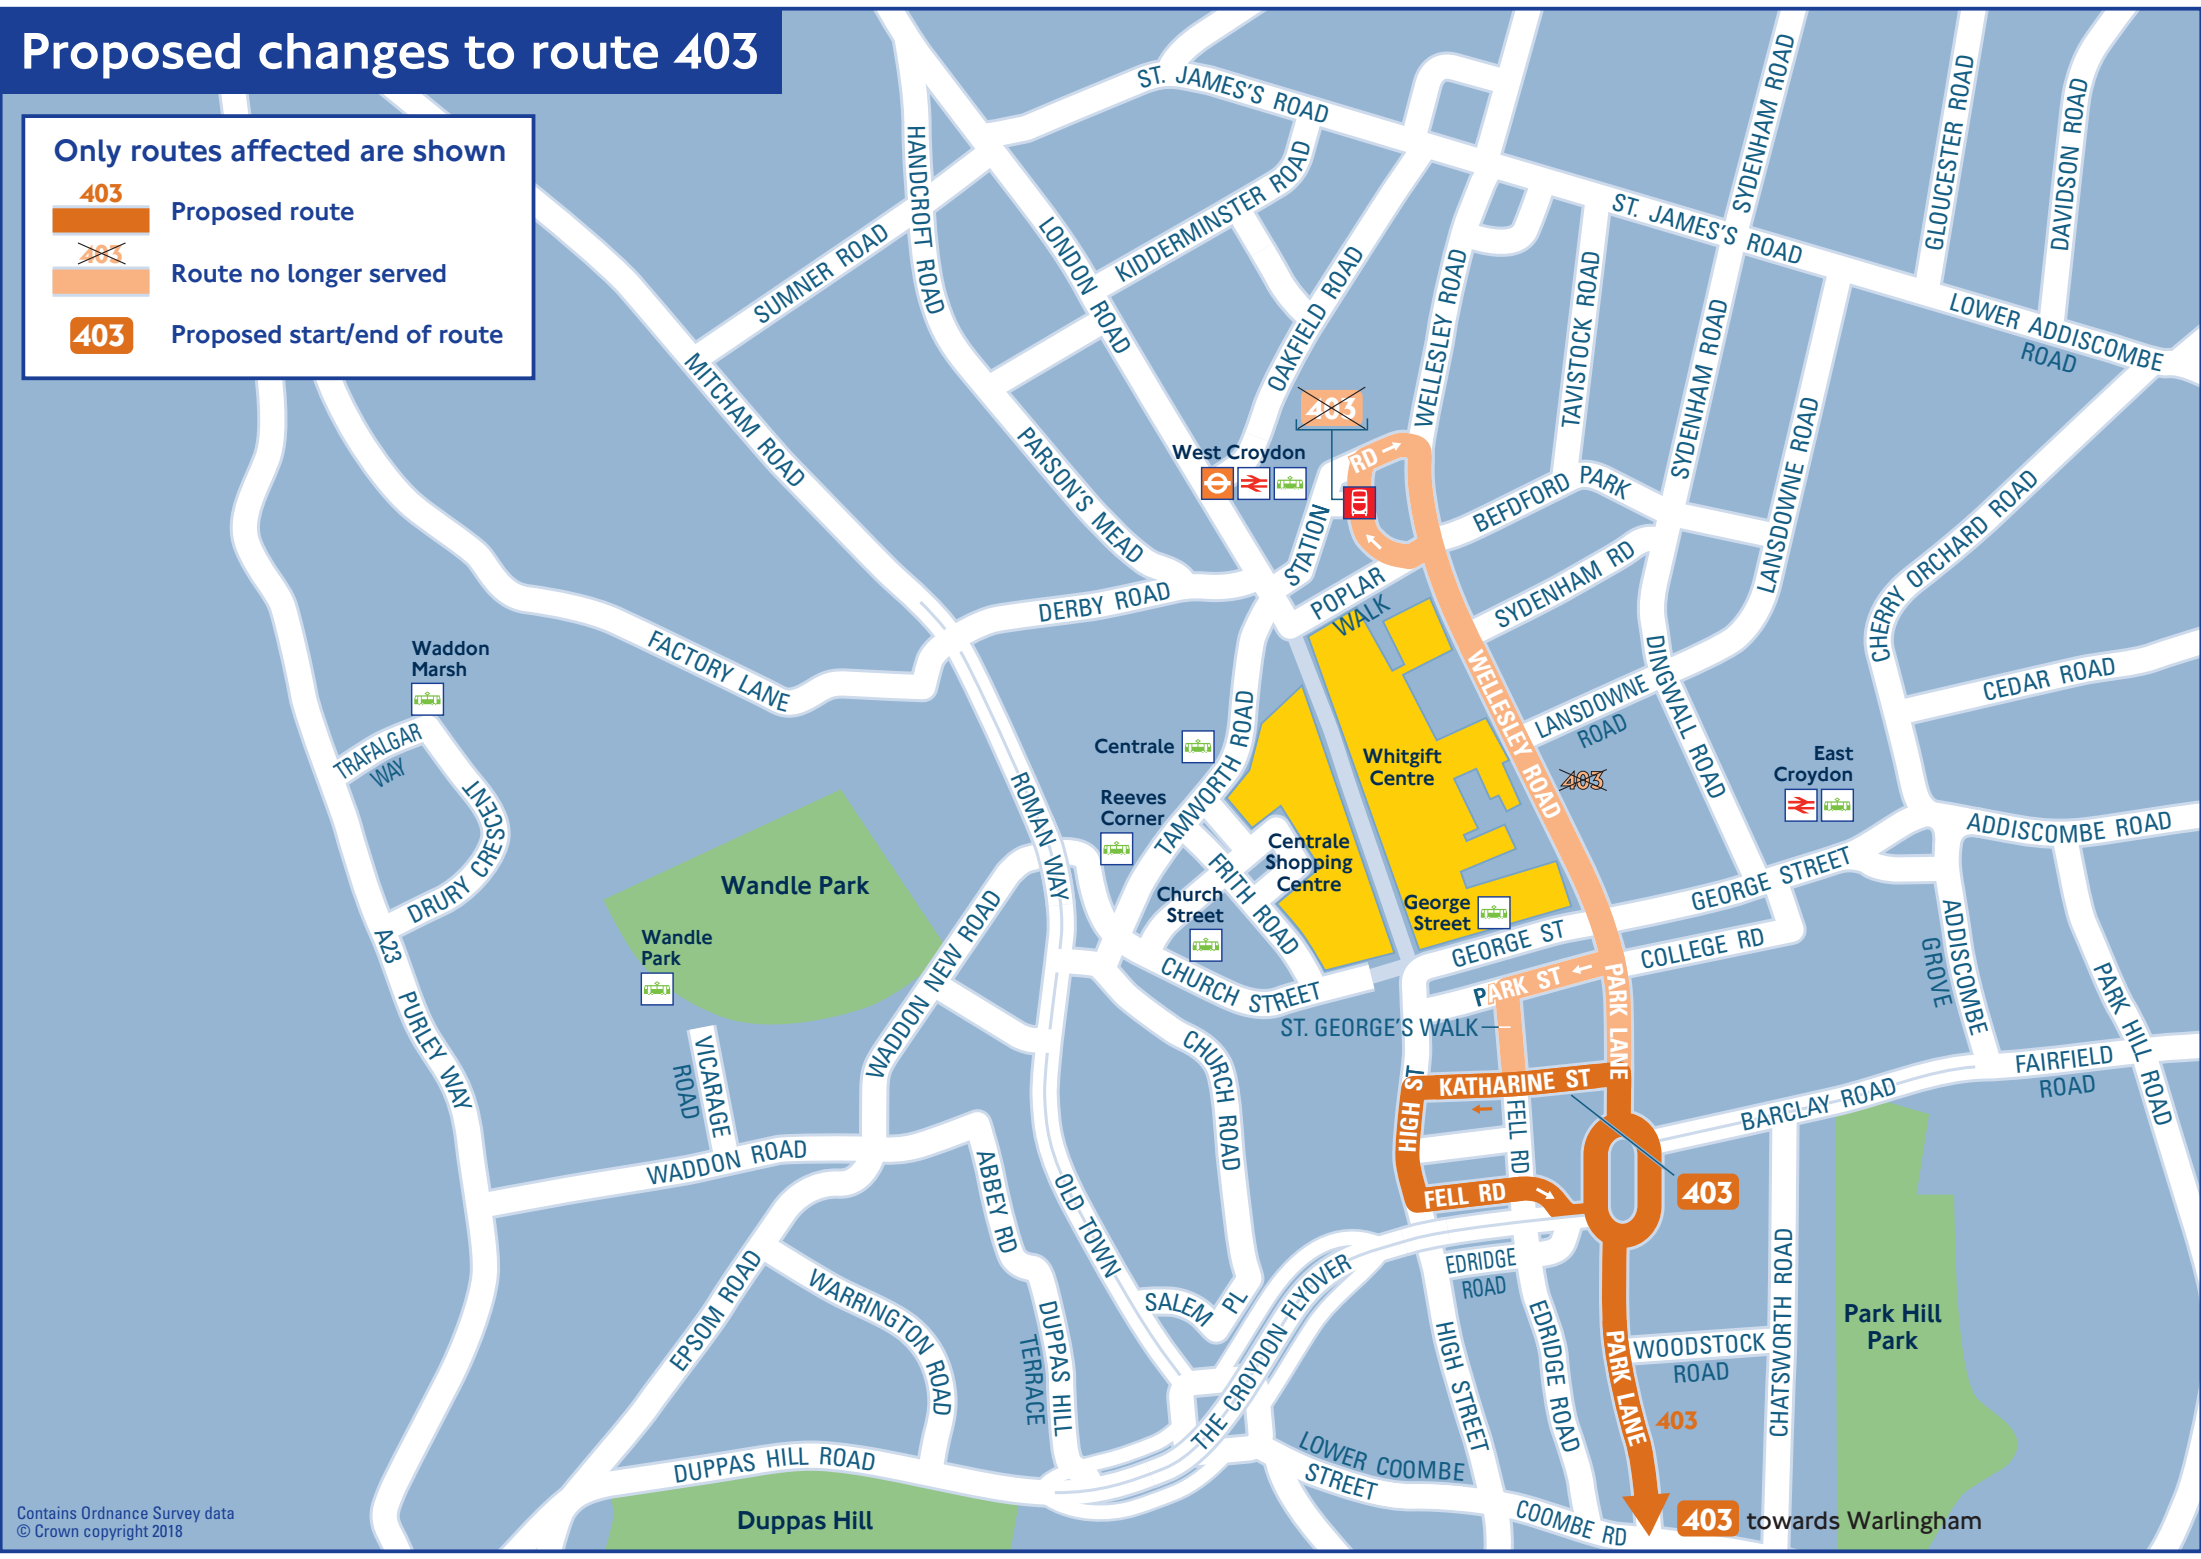 Proposed changes to route 403
Only routes affected are shown
403
Proposed route
403
Route no longer served
403
Proposed start/end of route
ST. JAMES'S ROAD
HANDCROFT ROAD
SUMNER ROAD
LONDON ROAD
KIDDERMINSTER ROAD
OAKFIELD ROAD
WELLESLEY ROAD
TAVISTOCK ROAD
SYDENHAM ROAD
ST. JAMES'S ROAD
GLOUCESTER ROAD
DAVIDSON ROAD
LOWER ADDISCOMBE
ROAD
SYDENHAM ROAD
LANSDOWNE ROAD
MITCHAM ROAD
PARSON'S MEAD
403
West Croydon
STATION
RD
BEDFORD PARK
CHERRY ORCHARD ROAD
DERBY ROAD
POPLAR
WALK
SYDENHAM RD
FACTORY LANE
Waddon
Marsh
TRAFALGAR
WAY
DRURY CRESCENT
CEDAR ROAD
DINGWALL ROAD
LANSDOWNE
ROAD
WELLESLEY ROAD
403
Whitgift
Centre
East
Croydon
Centrale
TAMWORTH ROAD
Reeves
Corner
ROMAN WAY
Centrale
Shopping
Centre
FRITH ROAD
Church
Street
George
Street
ADDISCOMBE ROAD
GEORGE STREET
GEORGE ST
COLLEGE RD
Wandle Park
Wandle
Park
A23
PURLEY WAY
WADDON NEW ROAD
CHURCH STREET
PARK ST
ST. GEORGE'S WALK
PARK LANE
ADDISCOMBE
GROVE
PARK HILL ROAD
FAIRFIELD
ROAD
VICARAGE
ROAD
CHURCH ROAD
HIGH ST
KATHARINE ST
BARCLAY ROAD
WADDON ROAD
FELL RD
FELL RD
403
ABBEY RD
OLD TOWN
EPSOM ROAD
WARRINGTON ROAD
SALEM PL
THE CROYDON FLYOVER
EDRIDGE
ROAD
EDRIDGE ROAD
HIGH STREET
PARK LANE
WOODSTOCK
ROAD
CHATSWORTH ROAD
Park Hill
Park
DUPPAS HILL
TERRACE
403
DUPPAS HILL ROAD
LOWER COOMBE
STREET
COOMBE RD
Duppas Hill
403 towards Warlingham
Contains Ordnance Survey data
© Crown copyright 2018